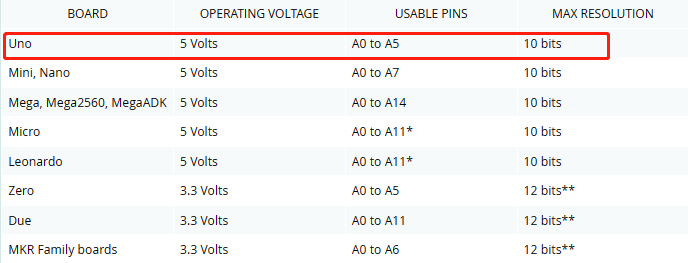 BOARD OPERATING VOLTAGE USABLE PINS MAX RESOLUTION
Uno 5 Volts A0 to A5 10 bits
Mini, Nano 5 Volts A0 to A7 10 bits
Mega, Mega2560, MegaADK 5 Volts A0 to A14 10 bits
Micro 5 Volts A0 to A11* 10 bits
Leonardo 5 Volts A0 to A11* 10 bits
Zero 3.3 Volts A0 to A5 12 bits**
Due 3.3 Volts A0 to A11 12 bits**
MKR Family boards 3.3 Volts A0 to A6 12 bits**